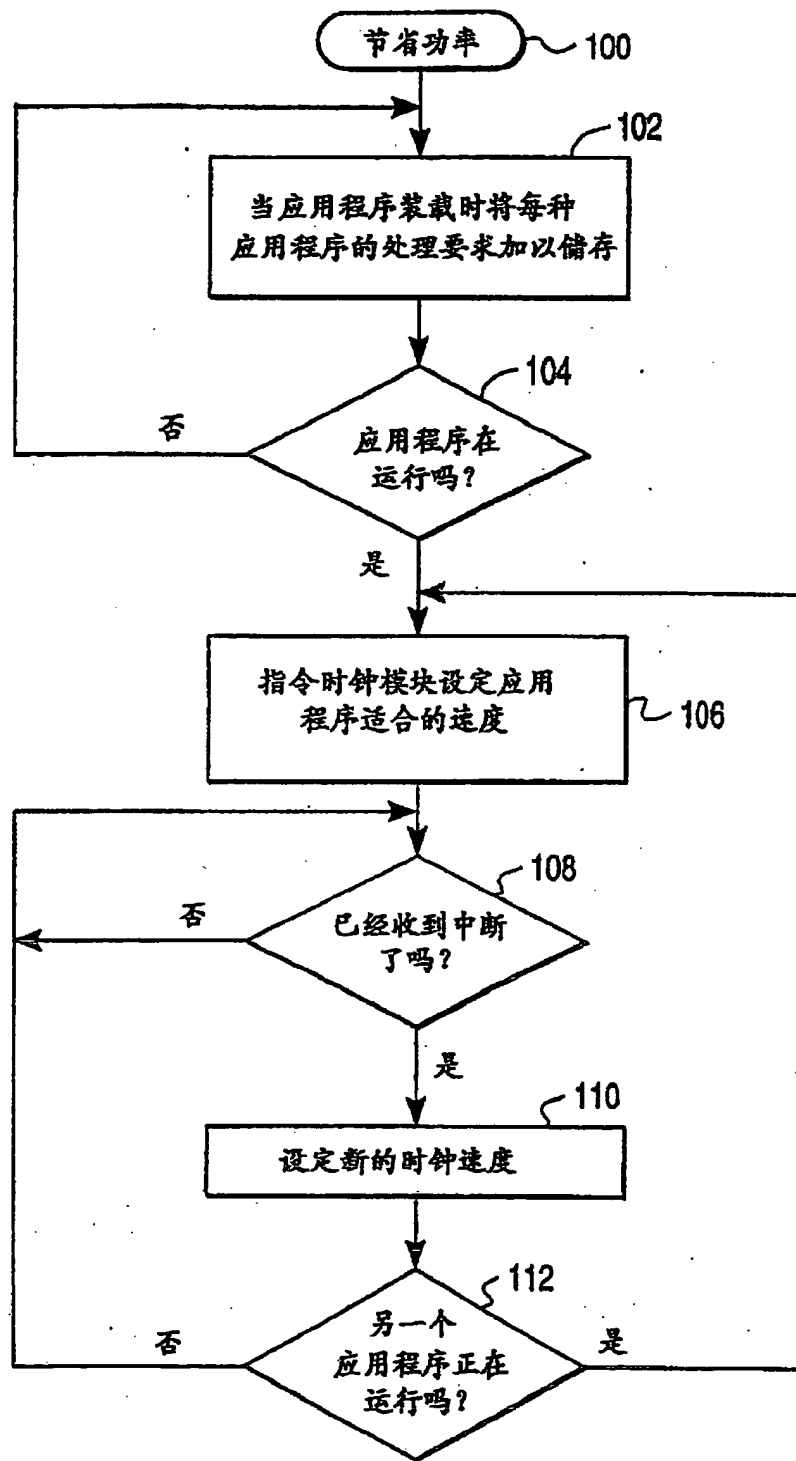 节省功率
100
102
当应用程序装载时将每种
应用程序的处理要求加以储存
104
否
应用程序在
运行吗?
是
指令时钟模块设定应用
程序适合的速度
106
108
否
已经收到中断
了吗?
是
110
设定新的时钟速度
112
否
另一个
应用程序正在
运行吗?
是